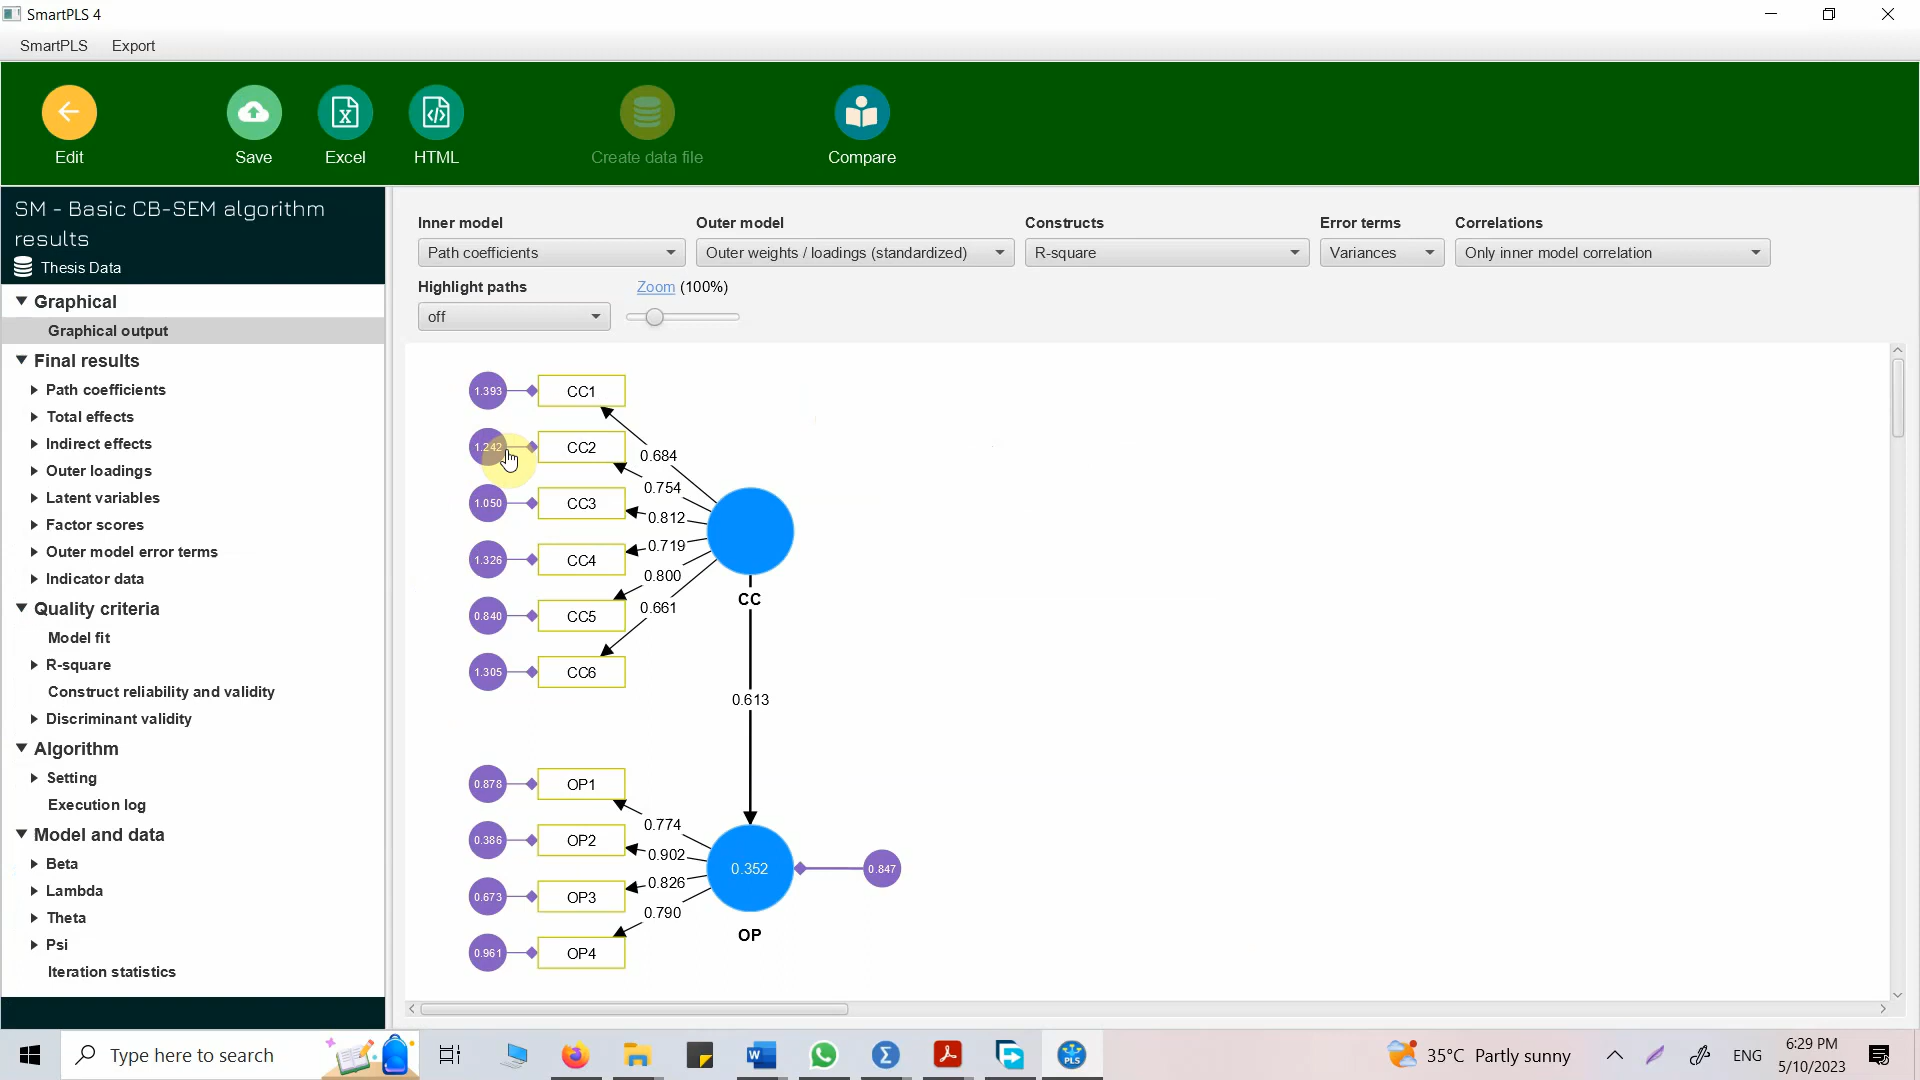 SmartPLS 4
SmartPLS Export
Edit
Save
Excel
HTML
Create data file
Compare
SM - Basic CB-SEM algorithm
results
Thesis Data
Graphical
Graphical output
Final results
Path coefficients
Total effects
Indirect effects
Outer loadings
Latent variables
Factor scores
Outer model error terms
Indicator data
Quality criteria
Model fit
R-square
Construct reliability and validity
Discriminant validity
Algorithm
Setting
Execution log
Model and data
Beta
Lambda
Theta
Psi
Iteration statistics
Inner model
Path coefficients
Outer model
Outer weights / loadings (standardized)
Constructs
R-square
Error terms
Variances
Correlations
Only inner model correlation
Highlight paths
off
Zoom (100%)
1.393 CC1
1.242 CC2
0.684
0.754
1.050 CC3
0.812
0.719
1.326 CC4
0.800
0.661
CC
0.840 CC5
1.305 CC6
0.613
0.878 OP1
0.774
0.386 OP2
0.902
0.352
0.847
0.826
0.673 OP3
0.790
OP
0.961 OP4
Type here to search
35°C Partly sunny
ENG
6:29 PM
5/10/2023
PLS